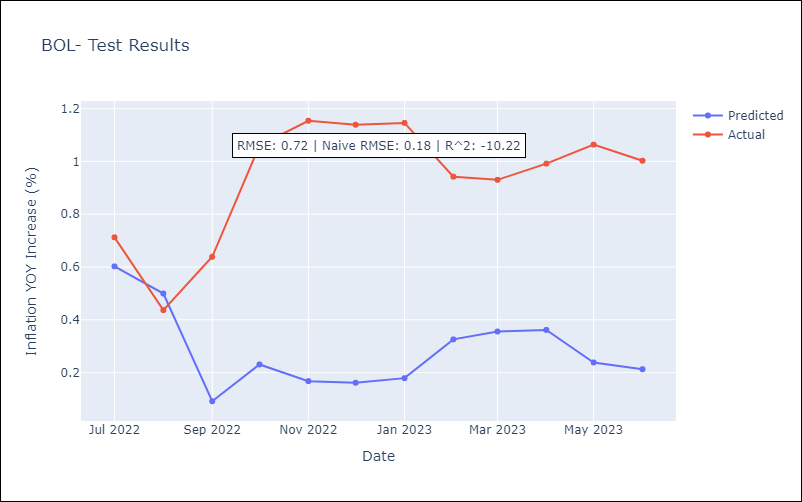 BOL- Test Results
Predicted
Actual
RMSE: 0.72 | Naive RMSE: 0.18 | R^2: -10.22
Inflation YOY Increase (%)
1.2
1
0.8
0.6
0.4
0.2
Jul 2022 Sep 2022 Nov 2022 Jan 2023 Mar 2023 May 2023
Date